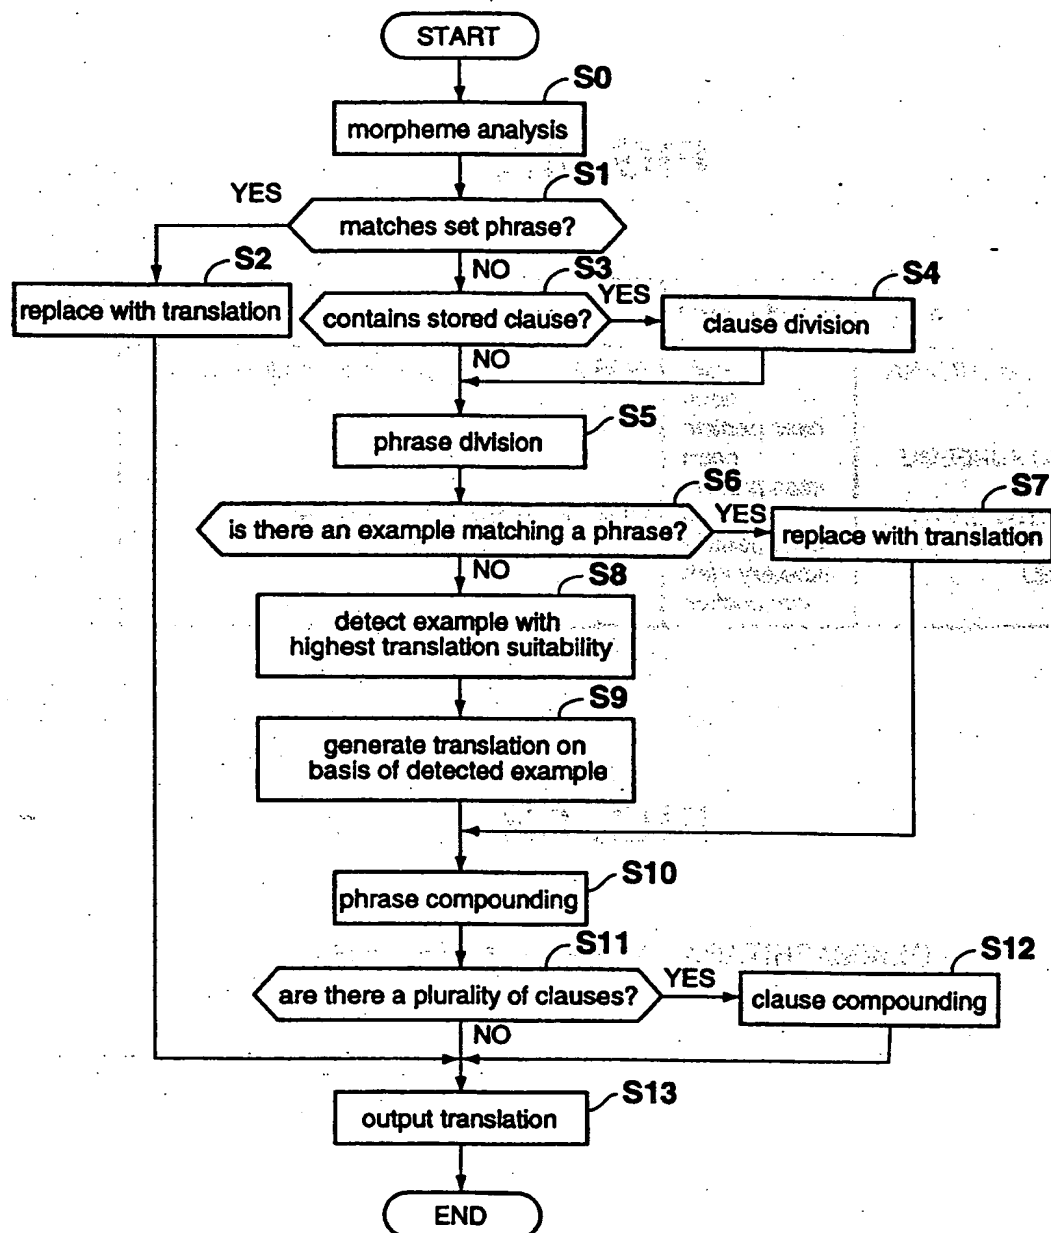 START
S0
morpheme analysis
S1
YES
matches set phrase?
S2
NO
S3
YES
S4
replace with translation
contains stored clause?
clause division
NO
S5
phrase division
S6
S7
is there an example matching a phrase?
YES
replace with translation
NO
S8
detect example with
highest translation suitability
S9
generate translation on
basis of detected example
S10
phrase compounding
S11
S12
are there a plurality of clauses?
YES
clause compounding
NO
S13
output translation
END